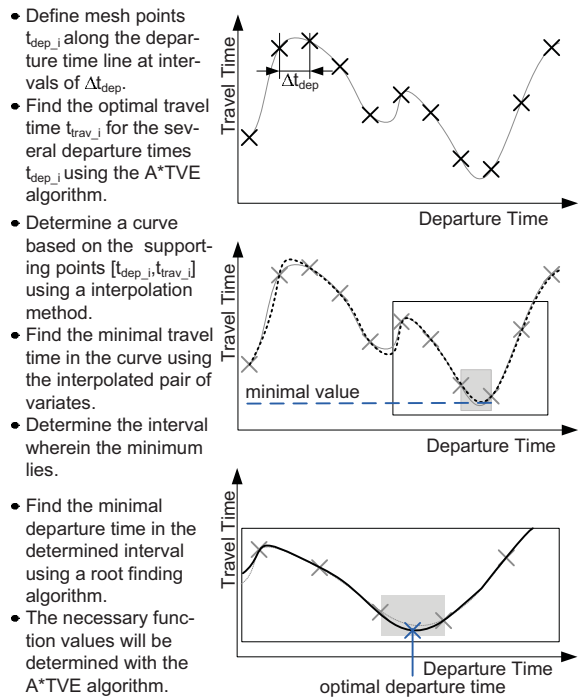 • Define mesh points
t_dep_i along the depar-
ture time line at inter-
vals of Δt_dep.
• Find the optimal travel
time t_trav_i for the sev-
eral departure times
t_dep_i using the A*TVE
algorithm.
Travel Time
Δt_dep
Departure Time
• Determine a curve
based on the support-
ing points [t_dep_i,t_trav_i]
using a interpolation
method.
• Find the minimal travel
time in the curve using
the interpolated pair of
variates.
• Determine the interval
wherein the minimum
lies.
Travel Time
minimal value
Departure Time
• Find the minimal
departure time in the
determined interval
using a root finding
algorithm.
• The necessary func-
tion values will be
determined with the
A*TVE algorithm.
Travel Time
Departure Time
optimal departure time